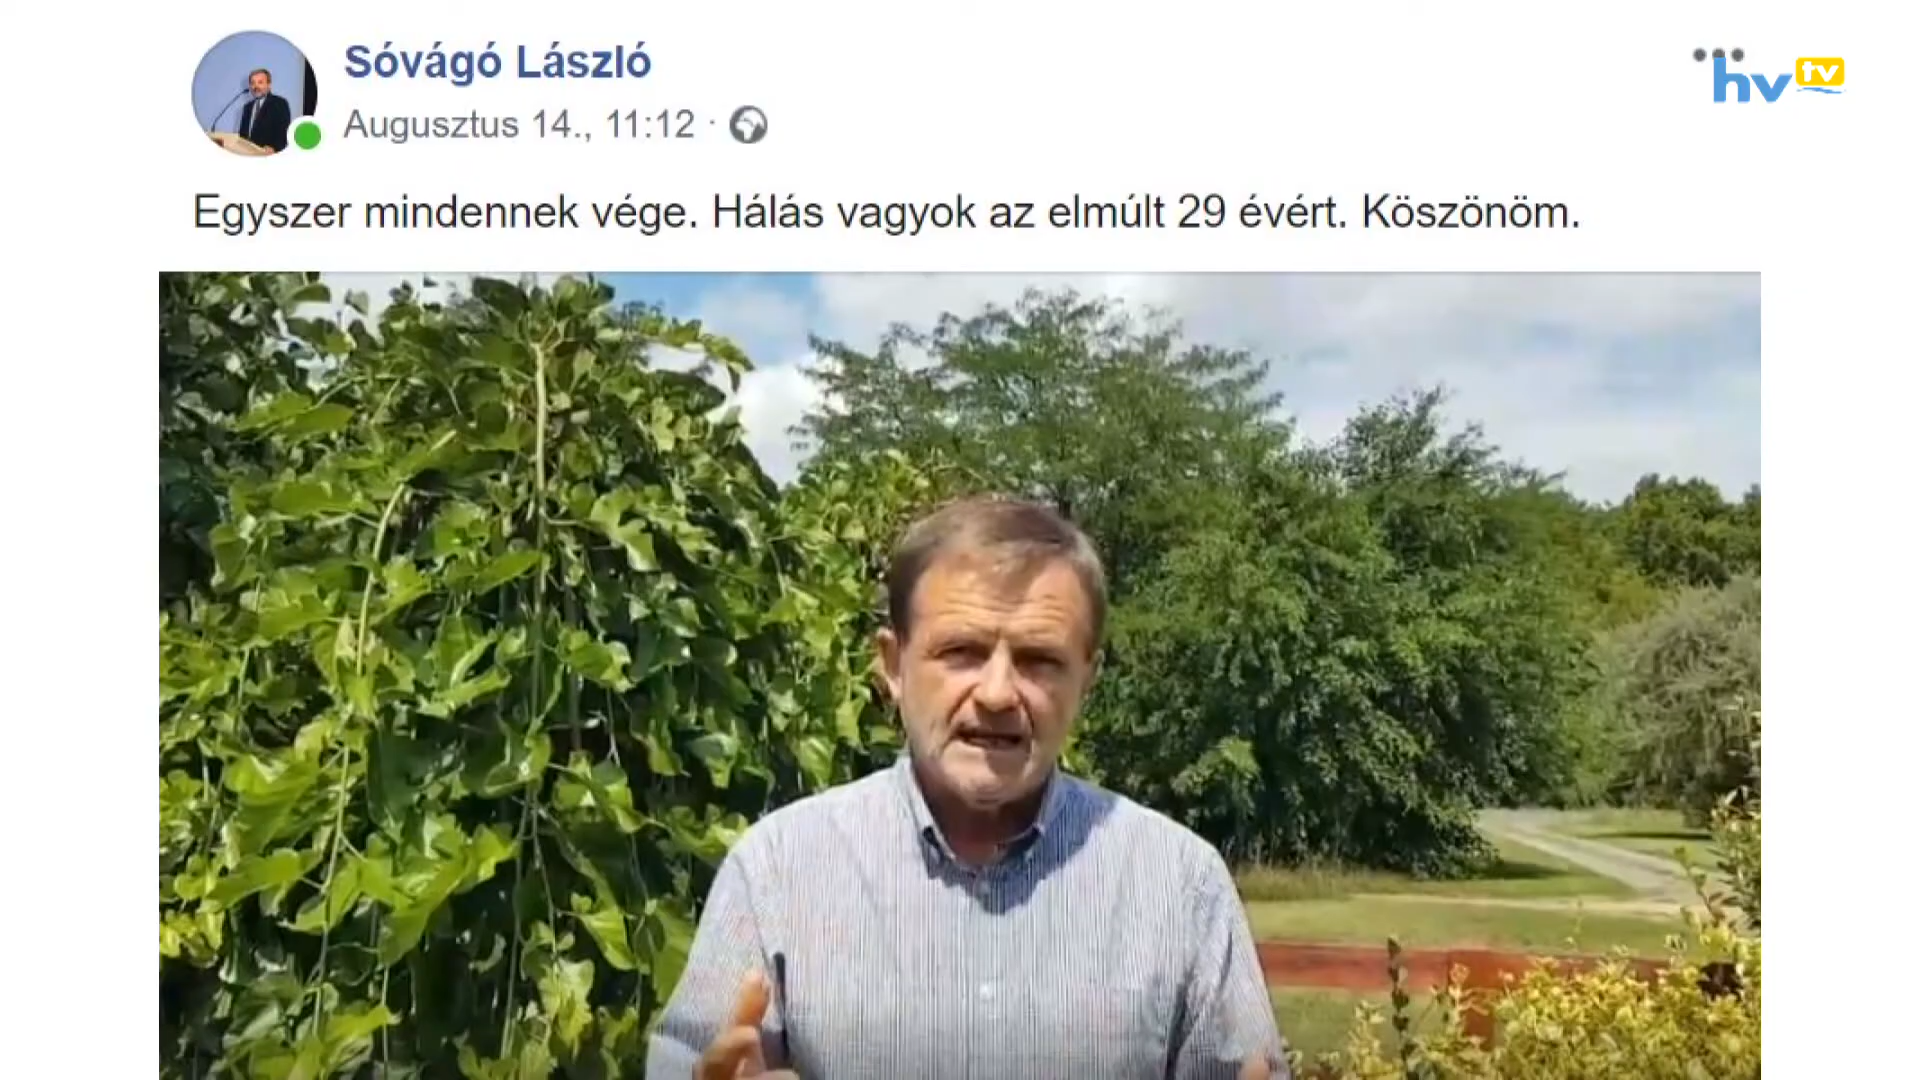 Sóvágó László
Augusztus 14., 11:12 ·
Egyszer mindennek vége. Hálás vagyok az elmúlt 29 évért. Köszönöm.
hv tv